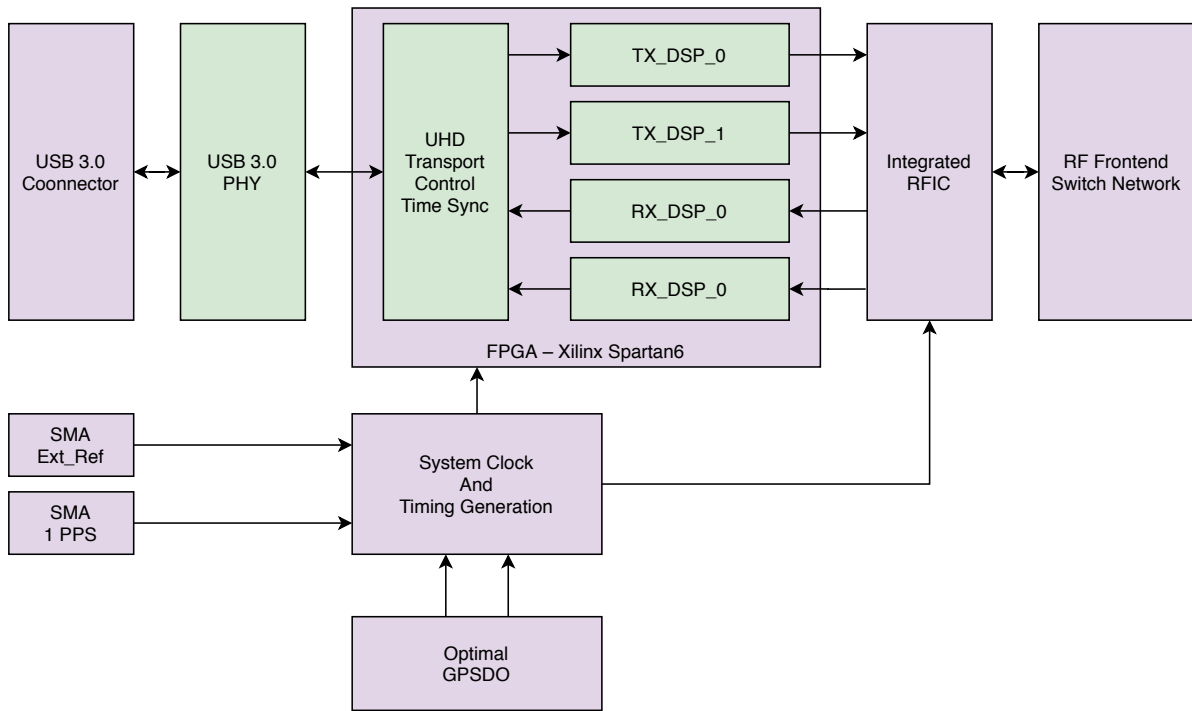 USB 3.0
Coonnector
USB 3.0
PHY
UHD
Transport
Control
Time Sync
TX_DSP_0
TX_DSP_1
RX_DSP_0
RX_DSP_0
FPGA – Xilinx Spartan6
Integrated
RFIC
RF Frontend
Switch Network
SMA
Ext_Ref
SMA
1 PPS
System Clock
And
Timing Generation
Optimal
GPSDO